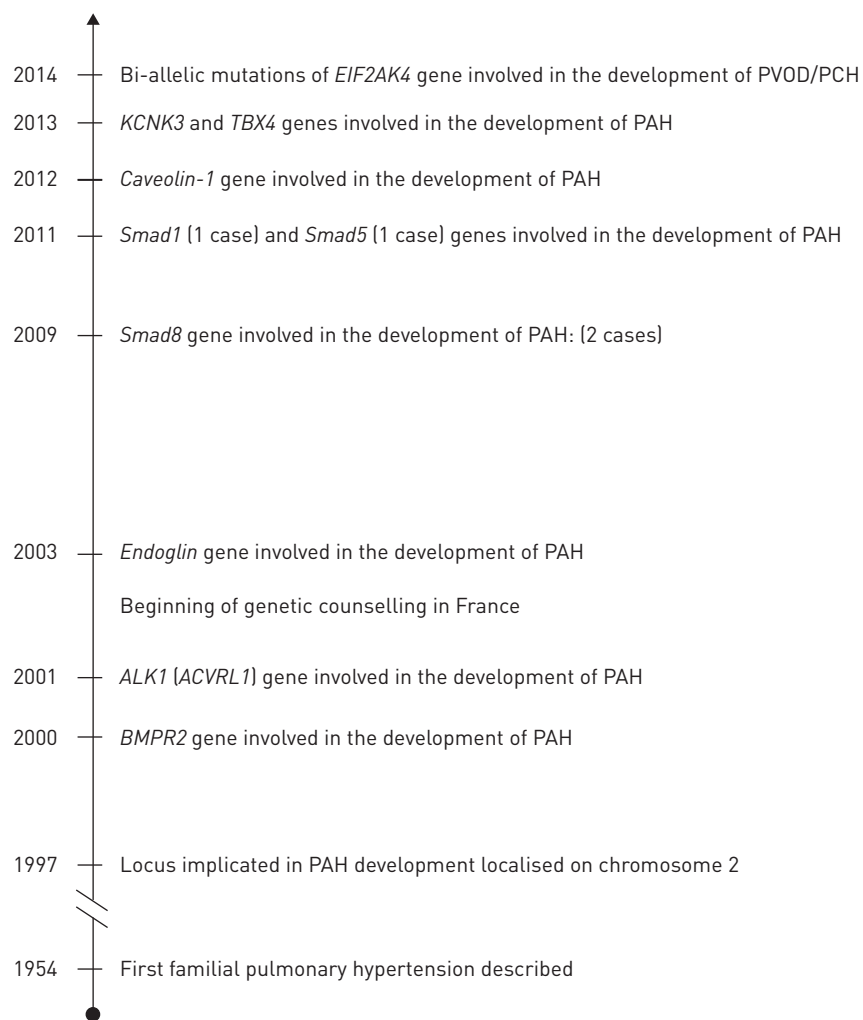 2014 Bi-allelic mutations of EIF2AK4 gene involved in the development of PVOD/PCH
2013 KCNK3 and TBX4 genes involved in the development of PAH
2012 Caveolin-1 gene involved in the development of PAH
2011 Smad1 (1 case) and Smad5 (1 case) genes involved in the development of PAH
2009 Smad8 gene involved in the development of PAH: (2 cases)
2003 Endoglin gene involved in the development of PAH
Beginning of genetic counselling in France
2001 ALK1 (ACVRL1) gene involved in the development of PAH
2000 BMPR2 gene involved in the development of PAH
1997 Locus implicated in PAH development localised on chromosome 2
1954 First familial pulmonary hypertension described